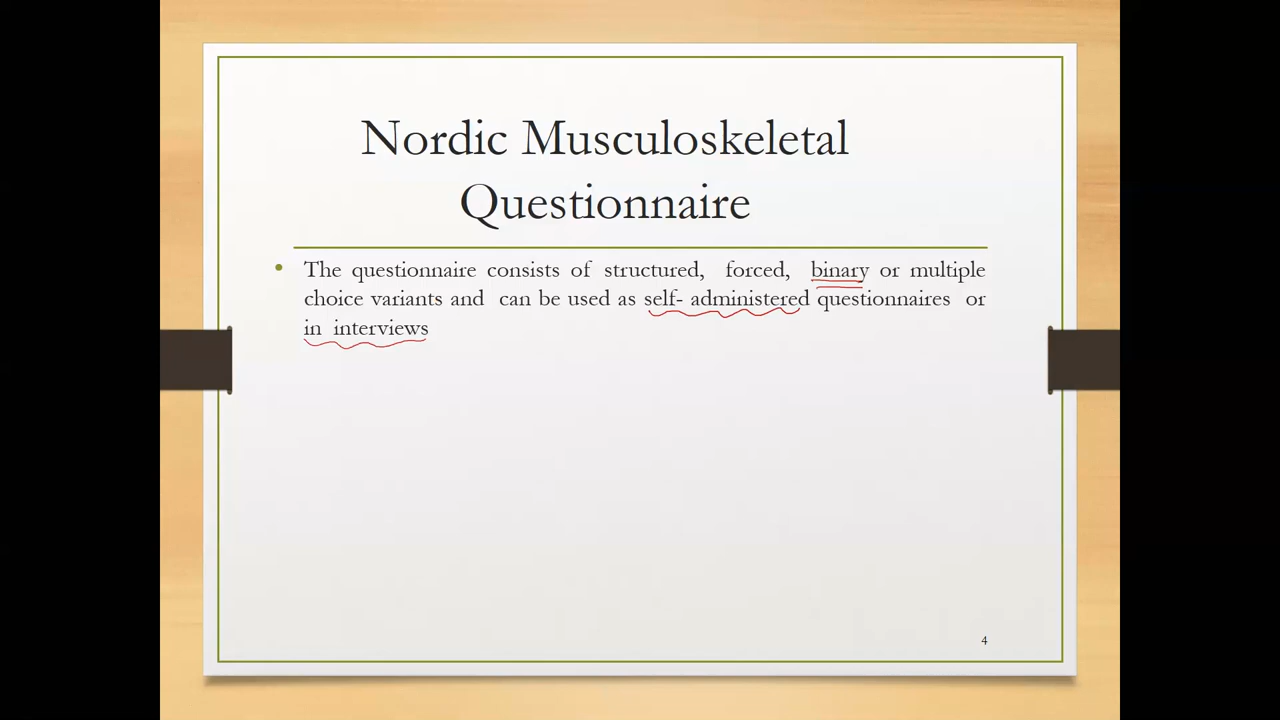 Nordic Musculoskeletal
Questionnaire
• The questionnaire consists of structured, forced, binary or multiple
choice variants and can be used as self- administered questionnaires or
in interviews
4